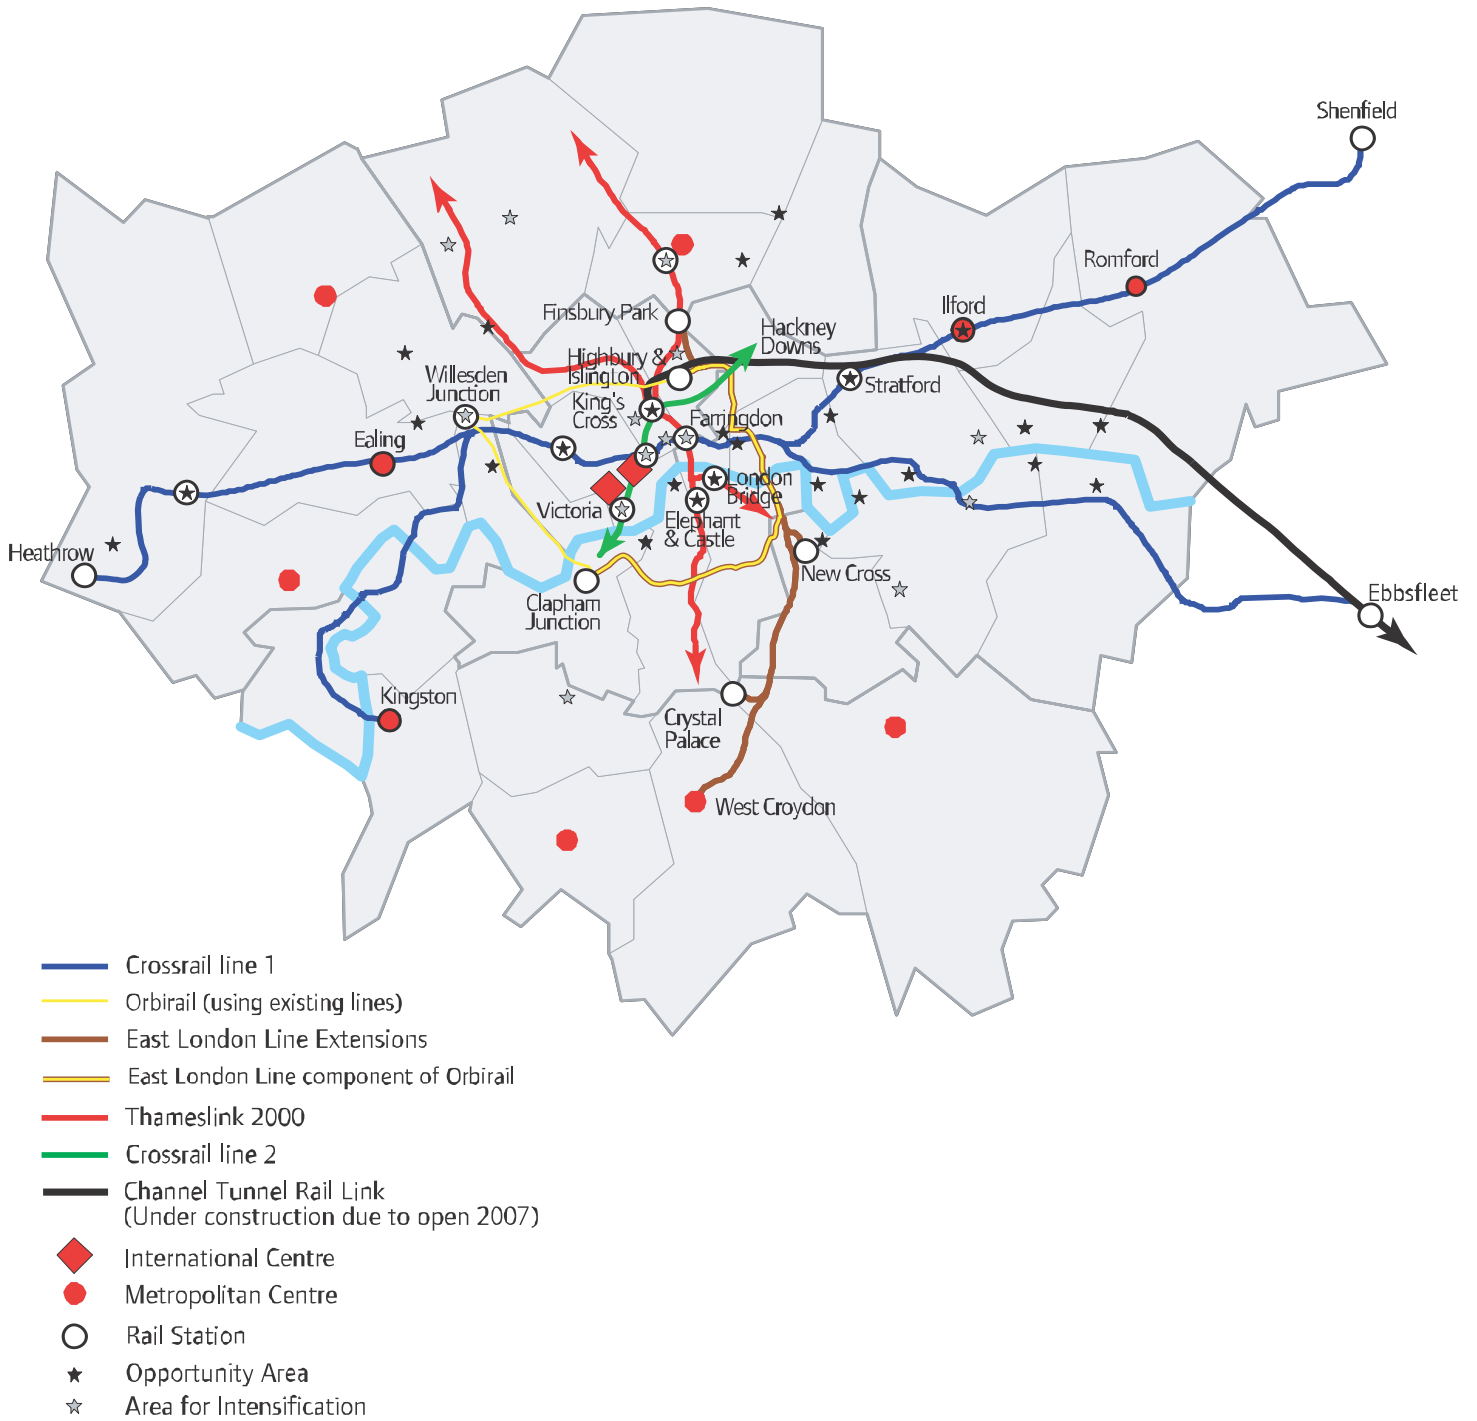 Shenfield
Romford
Ilford
Finsbury Park
Hackney
Downs
Highbury &
Islington
Willesden
Junction
Stratford
King's
Cross
Farringdon
Ealing
London
Bridge
Victoria
Elephant
& Castle
Heathrow
New Cross
Clapham
Junction
Ebbsfleet
Kingston
Crystal
Palace
West Croydon
Crossrail line 1
Orbirail (using existing lines)
East London Line Extensions
East London Line component of Orbirail
Thameslink 2000
Crossrail line 2
Channel Tunnel Rail Link
(Under construction due to open 2007)
International Centre
Metropolitan Centre
Rail Station
Opportunity Area
Area for Intensification